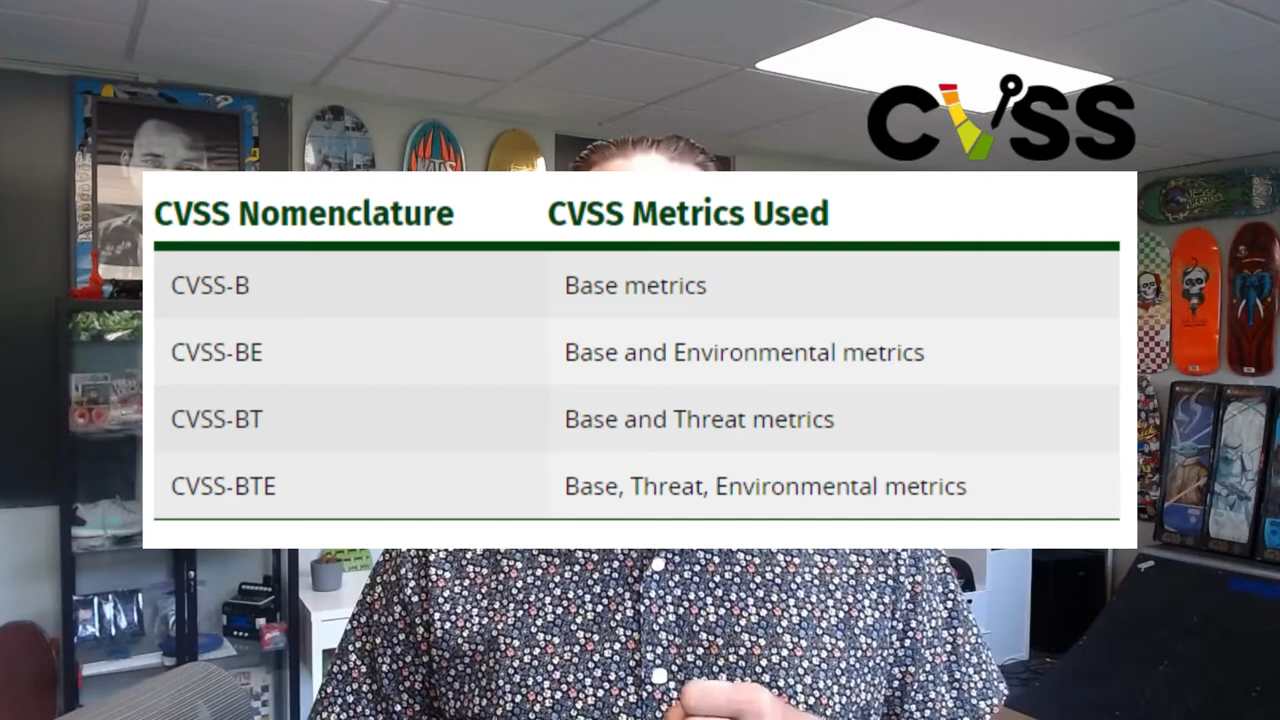 CVSS
CVSS Nomenclature CVSS Metrics Used
CVSS-B Base metrics
CVSS-BE Base and Environmental metrics
CVSS-BT Base and Threat metrics
CVSS-BTE Base, Threat, Environmental metrics